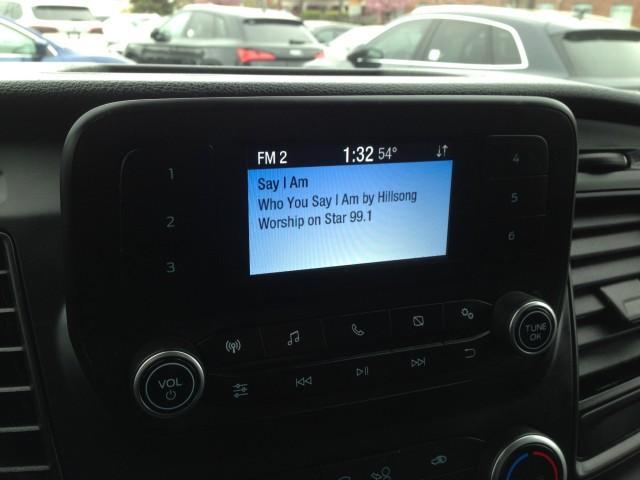 FM 2 1:32 54°
Say I Am
Who You Say I Am by Hillsong
Worship on Star 99.1
1
2
3
4
5
6
VOL
TUNE
OK